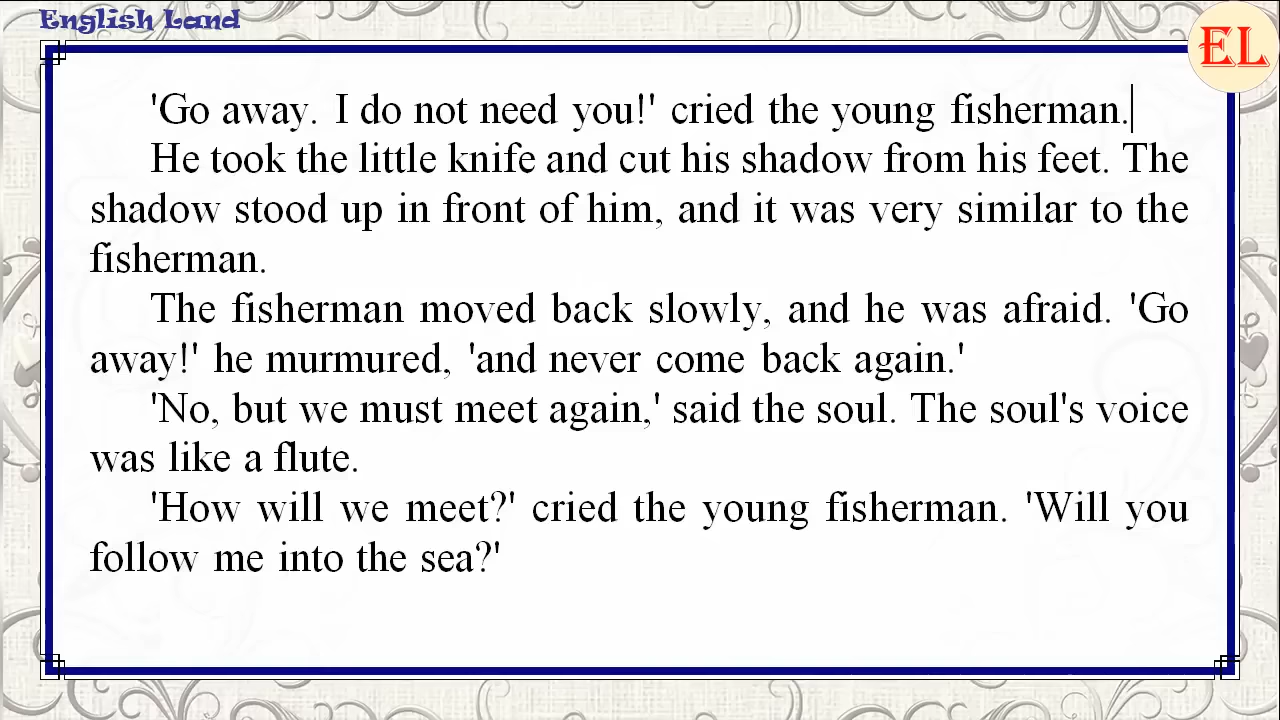 English Land
EL
'Go away. I do not need you!' cried the young fisherman.
He took the little knife and cut his shadow from his feet. The
shadow stood up in front of him, and it was very similar to the
fisherman.
The fisherman moved back slowly, and he was afraid. 'Go
away!' he murmured, 'and never come back again.'
'No, but we must meet again,' said the soul. The soul's voice
was like a flute.
'How will we meet?' cried the young fisherman. 'Will you
follow me into the sea?'